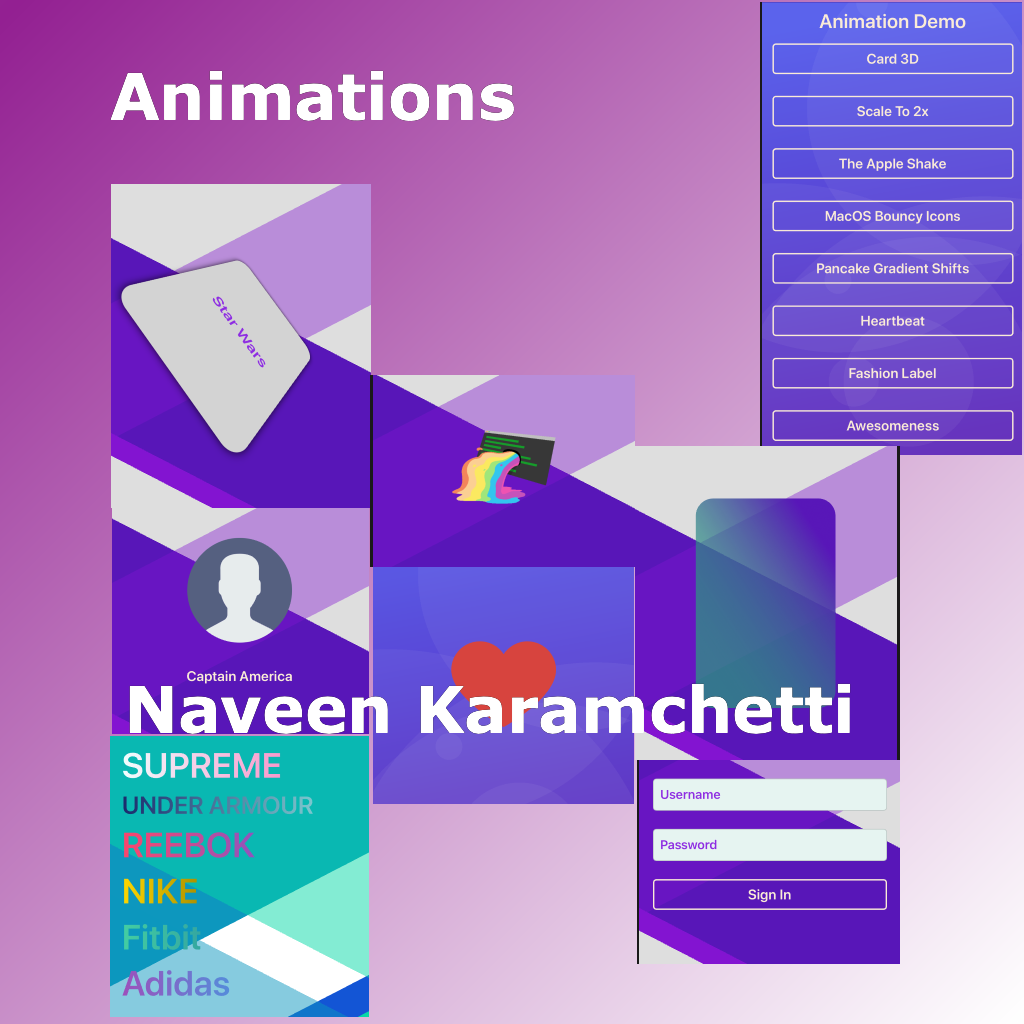 Animations
Animation Demo
Card 3D
Scale To 2x
The Apple Shake
MacOS Bouncy Icons
Pancake Gradient Shifts
Heartbeat
Fashion Label
Awesomeness
Star Wars
Captain America
Naveen Karamchetti
SUPREME
UNDER ARMOUR
REEBOK
NIKE
Fitbit
Adidas
Username
Password
Sign In